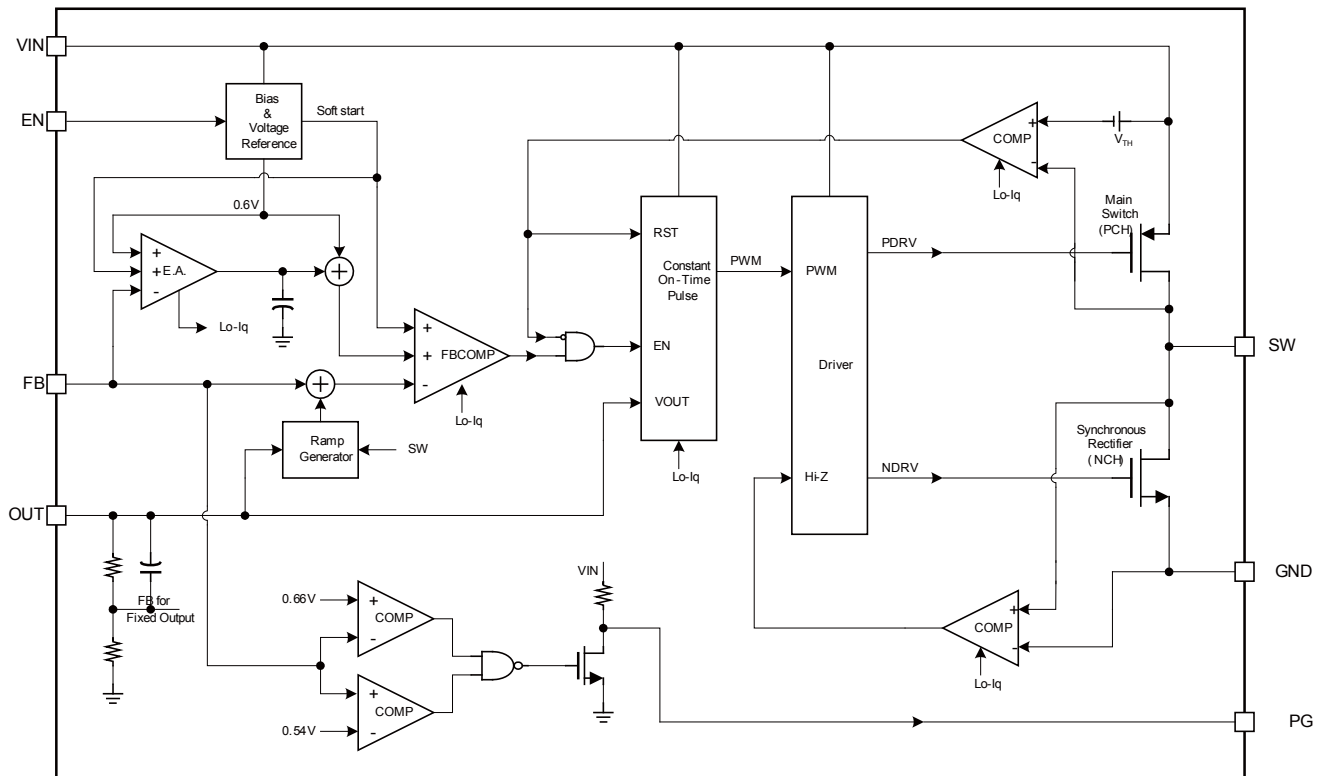 VIN
EN
Bias
&
Voltage
Reference
Soft start
0.6V
+
+ E.A.
-
Lo-Iq
+
+
+
FBCOMP
-
Lo-Iq
FB
+
Ramp
Generator
SW
OUT
FB for
Fixed Output
RST
Constant
On-Time
Pulse
EN
VOUT
Lo-Iq
PWM
PWM
Driver
Hi-Z
PDRV
NDRV
+
COMP
-
Lo-Iq
VTH
Main
Switch
(PCH)
SW
Synchronous
Rectifier
(NCH)
GND
+
COMP
-
Lo-Iq
0.66V
+
COMP
-
+
COMP
0.54V
-
VIN
PG